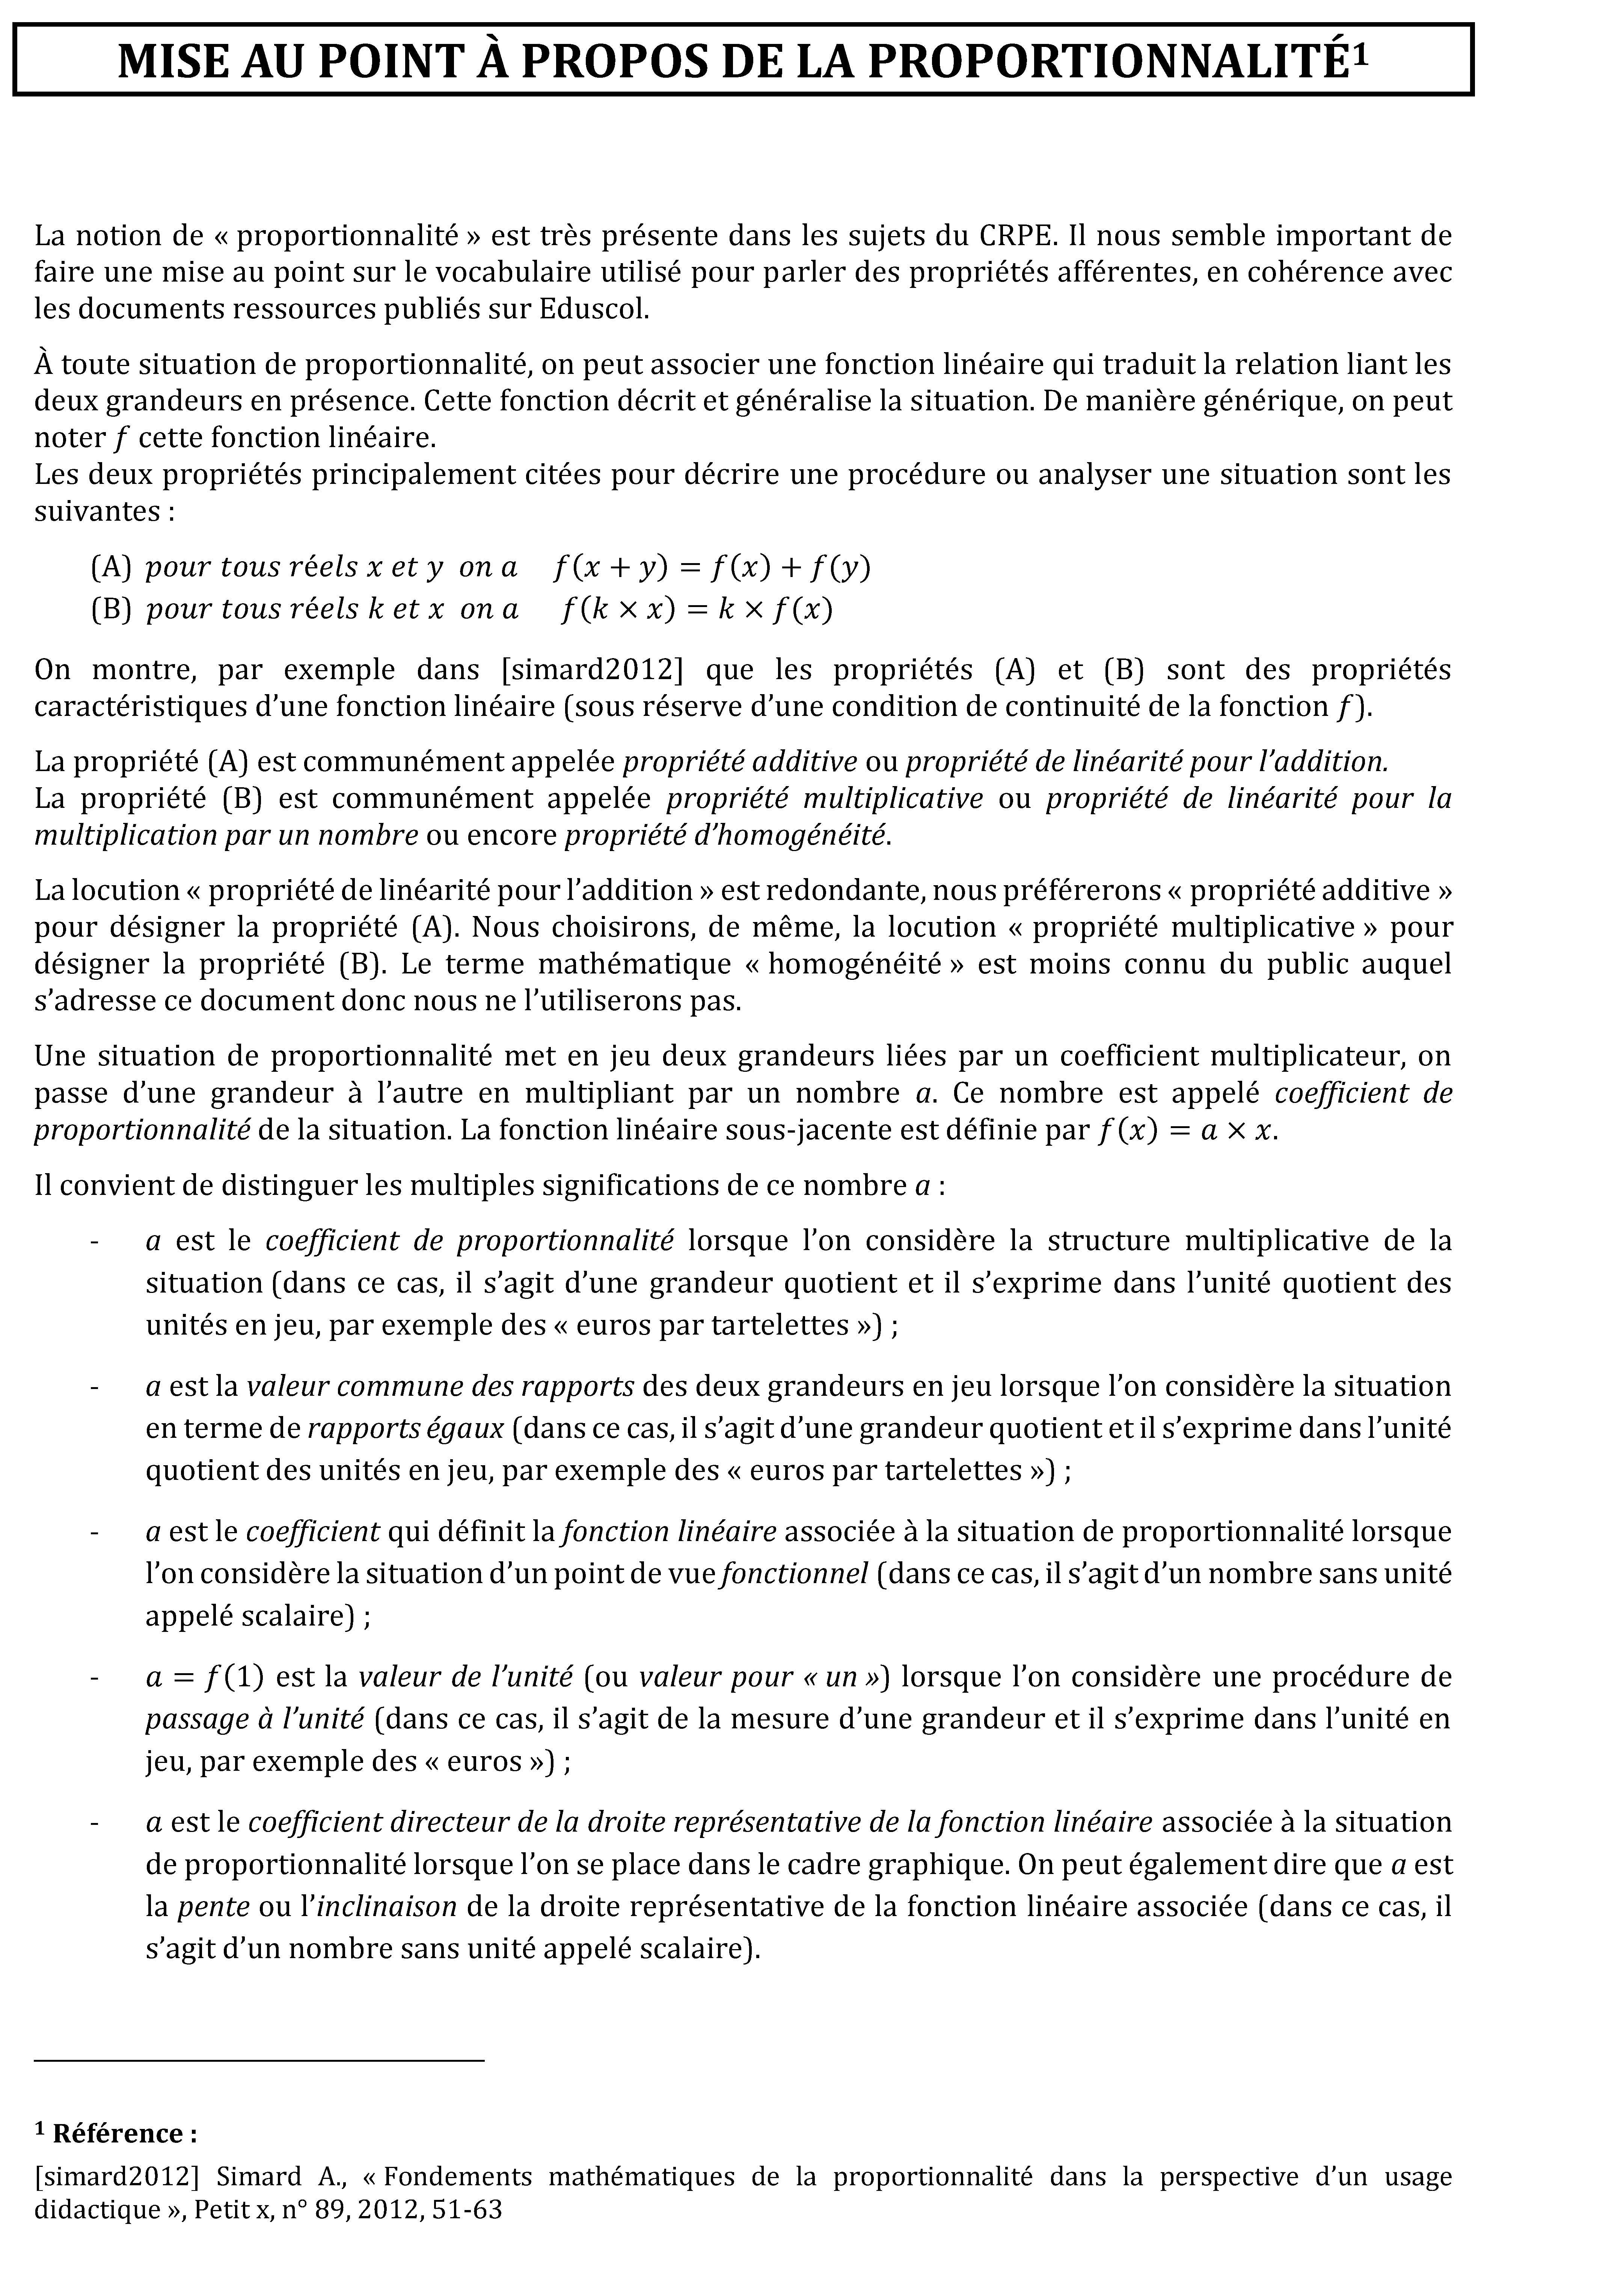 MISE AU POINT À PROPOS DE LA PROPORTIONNALITÉ¹
La notion de « proportionnalité » est très présente dans les sujets du CRPE. Il nous semble important de
faire une mise au point sur le vocabulaire utilisé pour parler des propriétés afférentes, en cohérence avec
les documents ressources publiés sur Eduscol.
À toute situation de proportionnalité, on peut associer une fonction linéaire qui traduit la relation liant les
deux grandeurs en présence. Cette fonction décrit et généralise la situation. De manière générique, on peut
noter f cette fonction linéaire.
Les deux propriétés principalement citées pour décrire une procédure ou analyser une situation sont les
suivantes :
(A) pour tous réels x et y on a f(x + y) = f(x) + f(y)
(B) pour tous réels k et x on a f(k × x) = k × f(x)
On montre, par exemple dans [simard2012] que les propriétés (A) et (B) sont des propriétés
caractéristiques d’une fonction linéaire (sous réserve d’une condition de continuité de la fonction f).
La propriété (A) est communément appelée propriété additive ou propriété de linéarité pour l’addition.
La propriété (B) est communément appelée propriété multiplicative ou propriété de linéarité pour la
multiplication par un nombre ou encore propriété d’homogénéité.
La locution « propriété de linéarité pour l’addition » est redondante, nous préférerons « propriété additive »
pour désigner la propriété (A). Nous choisirons, de même, la locution « propriété multiplicative » pour
désigner la propriété (B). Le terme mathématique « homogénéité » est moins connu du public auquel
s’adresse ce document donc nous ne l’utiliserons pas.
Une situation de proportionnalité met en jeu deux grandeurs liées par un coefficient multiplicateur, on
passe d’une grandeur à l’autre en multipliant par un nombre a. Ce nombre est appelé coefficient de
proportionnalité de la situation. La fonction linéaire sous-jacente est définie par f(x) = a × x.
Il convient de distinguer les multiples significations de ce nombre a :
- a est le coefficient de proportionnalité lorsque l’on considère la structure multiplicative de la
situation (dans ce cas, il s’agit d’une grandeur quotient et il s’exprime dans l’unité quotient des
unités en jeu, par exemple des « euros par tartelettes ») ;
- a est la valeur commune des rapports des deux grandeurs en jeu lorsque l’on considère la situation
en terme de rapports égaux (dans ce cas, il s’agit d’une grandeur quotient et il s’exprime dans l’unité
quotient des unités en jeu, par exemple des « euros par tartelettes ») ;
- a est le coefficient qui définit la fonction linéaire associée à la situation de proportionnalité lorsque
l’on considère la situation d’un point de vue fonctionnel (dans ce cas, il s’agit d’un nombre sans unité
appelé scalaire) ;
- a = f(1) est la valeur de l’unité (ou valeur pour « un ») lorsque l’on considère une procédure de
passage à l’unité (dans ce cas, il s’agit de la mesure d’une grandeur et il s’exprime dans l’unité en
jeu, par exemple des « euros ») ;
- a est le coefficient directeur de la droite représentative de la fonction linéaire associée à la situation
de proportionnalité lorsque l’on se place dans le cadre graphique. On peut également dire que a est
la pente ou l’inclinaison de la droite représentative de la fonction linéaire associée (dans ce cas, il
s’agit d’un nombre sans unité appelé scalaire).
¹ Référence :
[simard2012] Simard A., « Fondements mathématiques de la proportionnalité dans la perspective d’un usage
didactique », Petit x, n° 89, 2012, 51-63